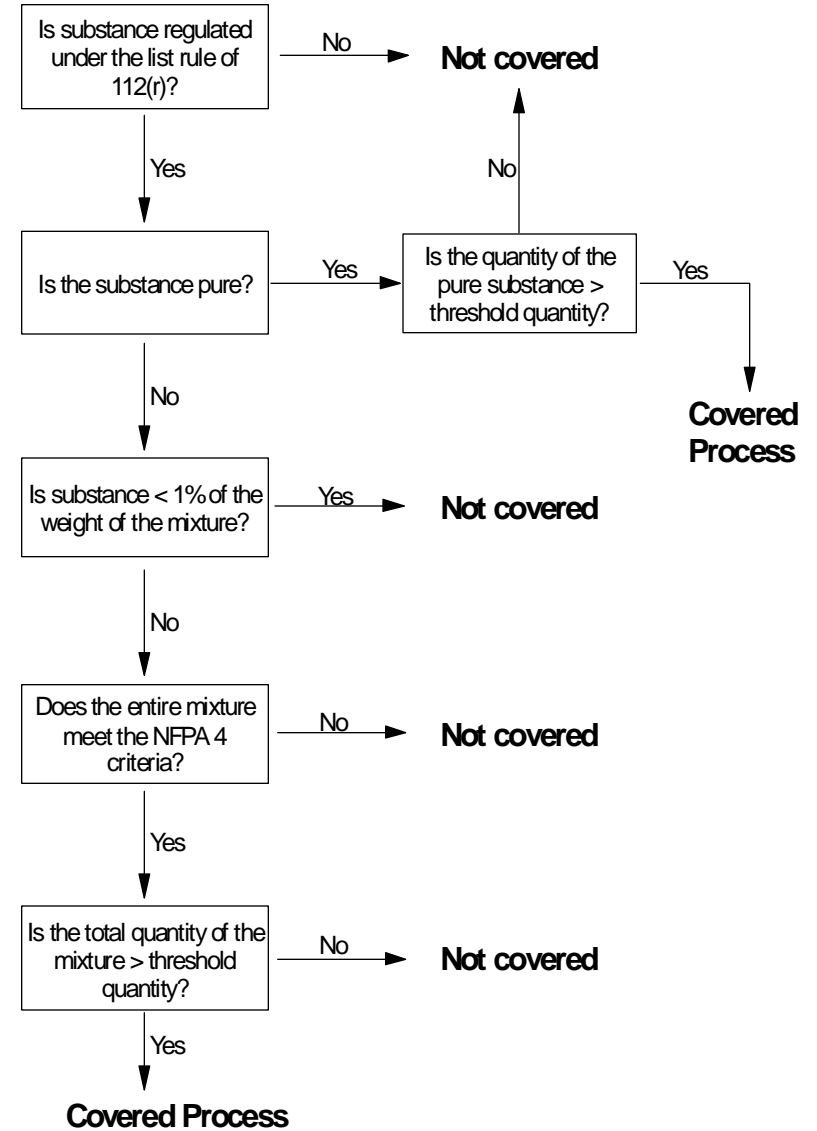 Is substance regulated
under the list rule of
112(r)?
No
Not covered
Yes
No
Is the substance pure?
Yes
Is the quantity of the
pure substance >
threshold quantity?
Yes
No
Covered
Process
Is substance < 1% of the
weight of the mixture?
Yes
Not covered
No
Does the entire mixture
meet the NFPA 4
criteria?
No
Not covered
Yes
Is the total quantity of the
mixture > threshold
quantity?
No
Not covered
Yes
Covered Process